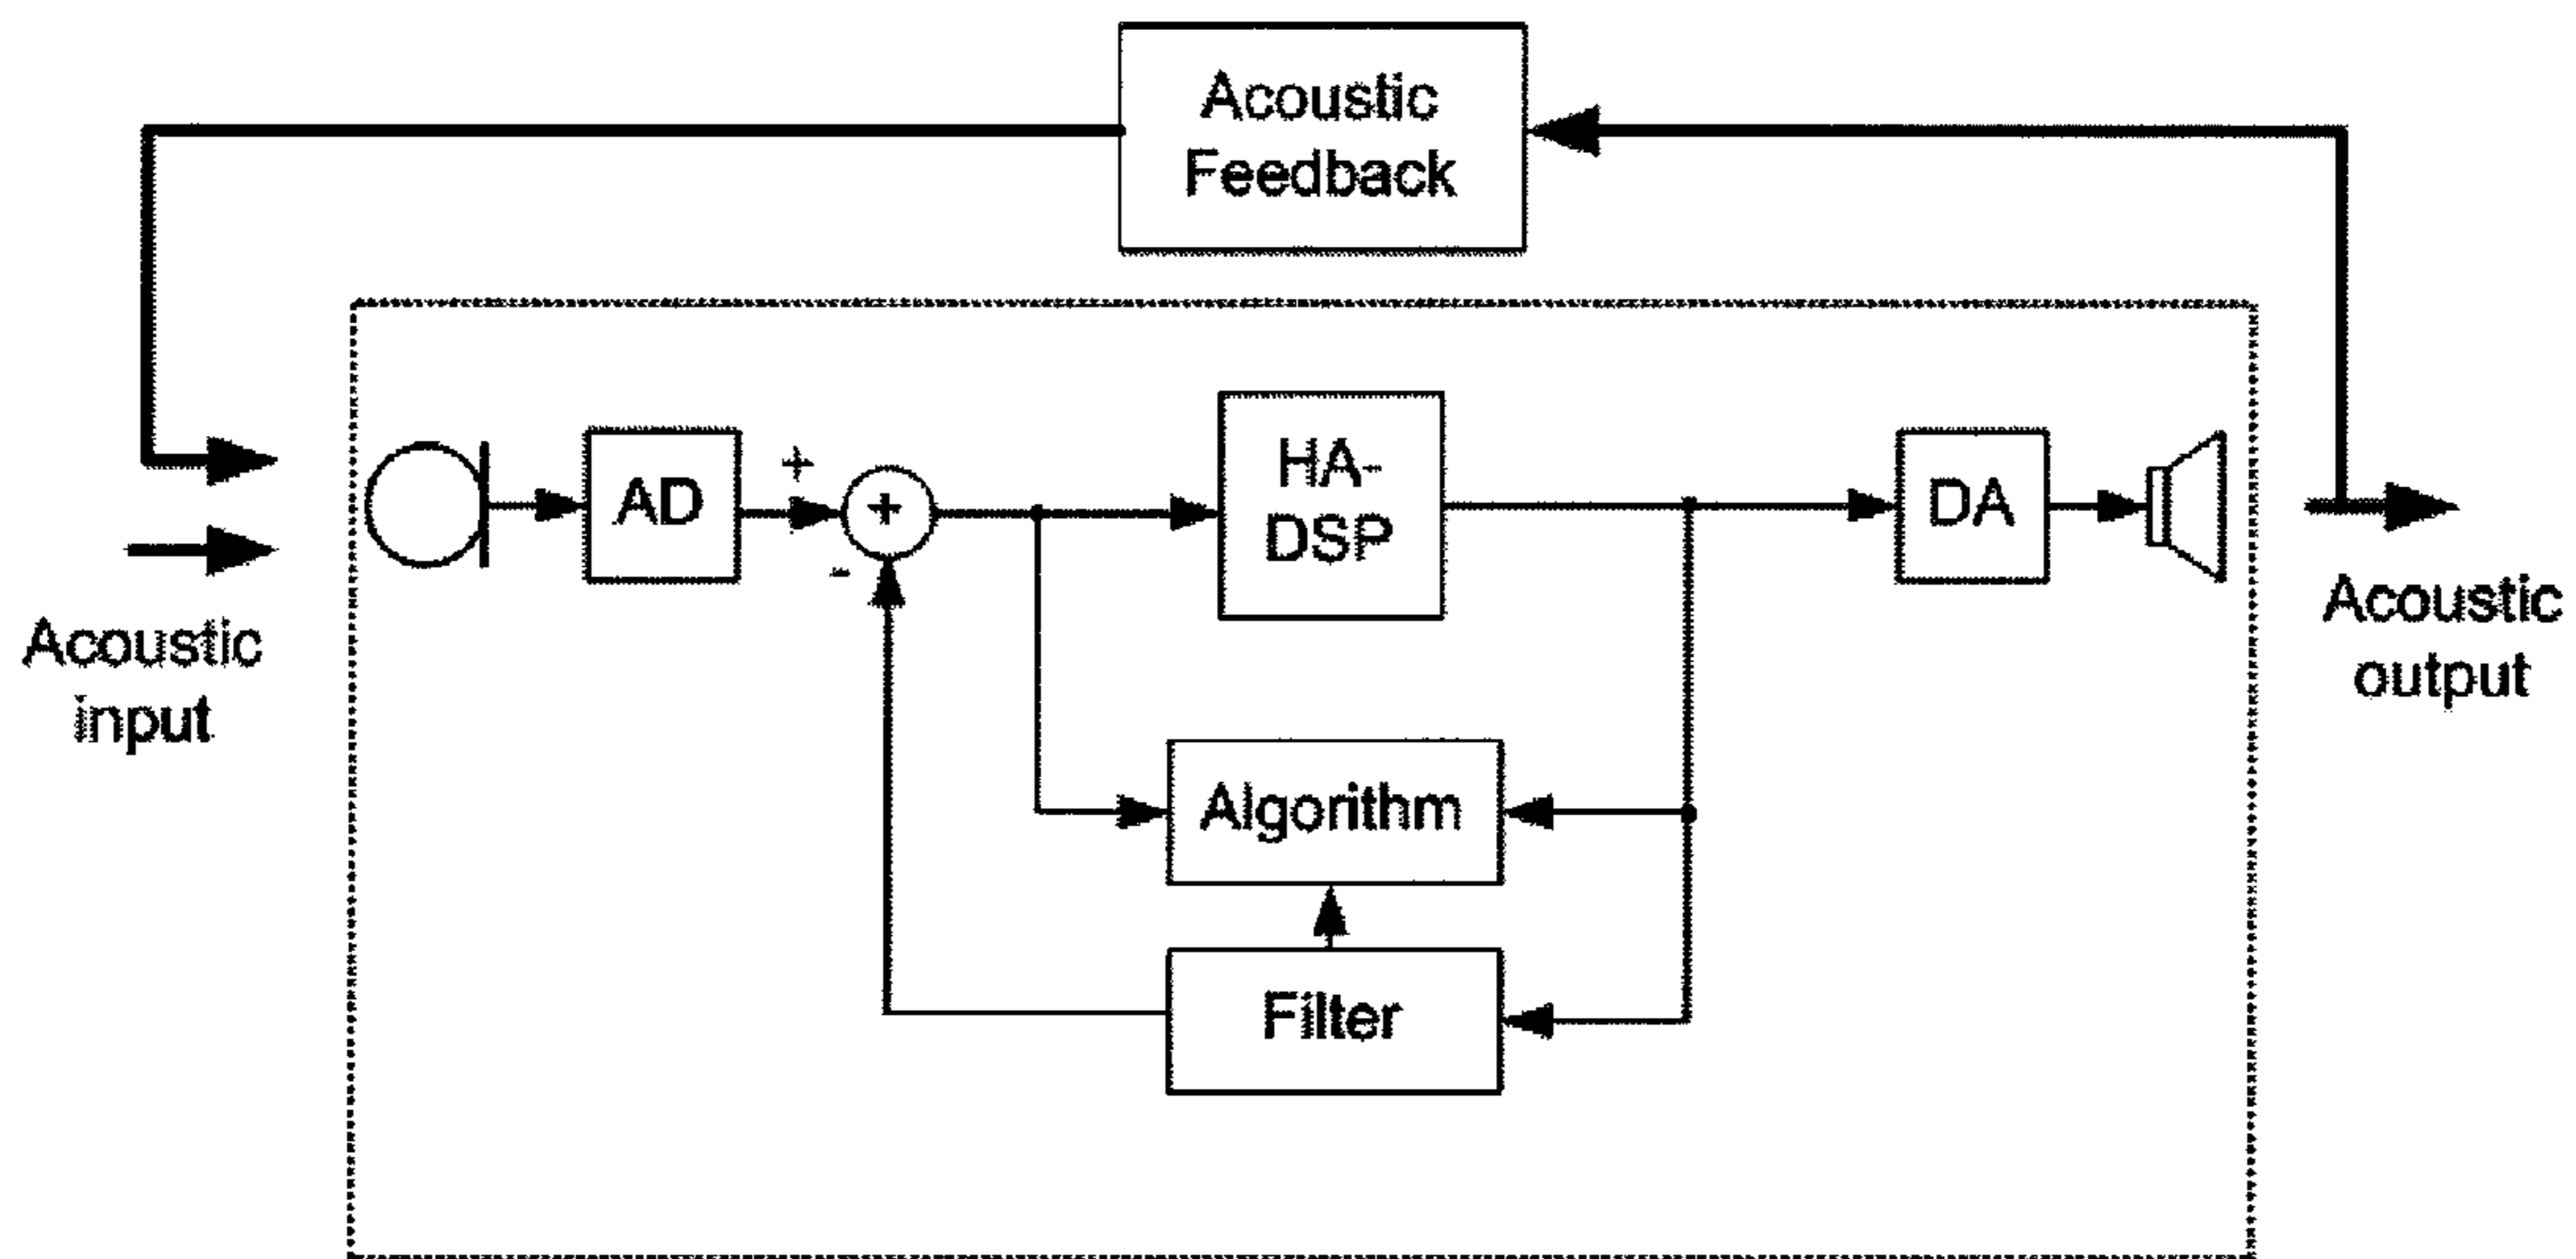 Acoustic
Feedback
Acoustic
input
AD
+
+
-
HA-
DSP
Algorithm
Filter
DA
Acoustic
output